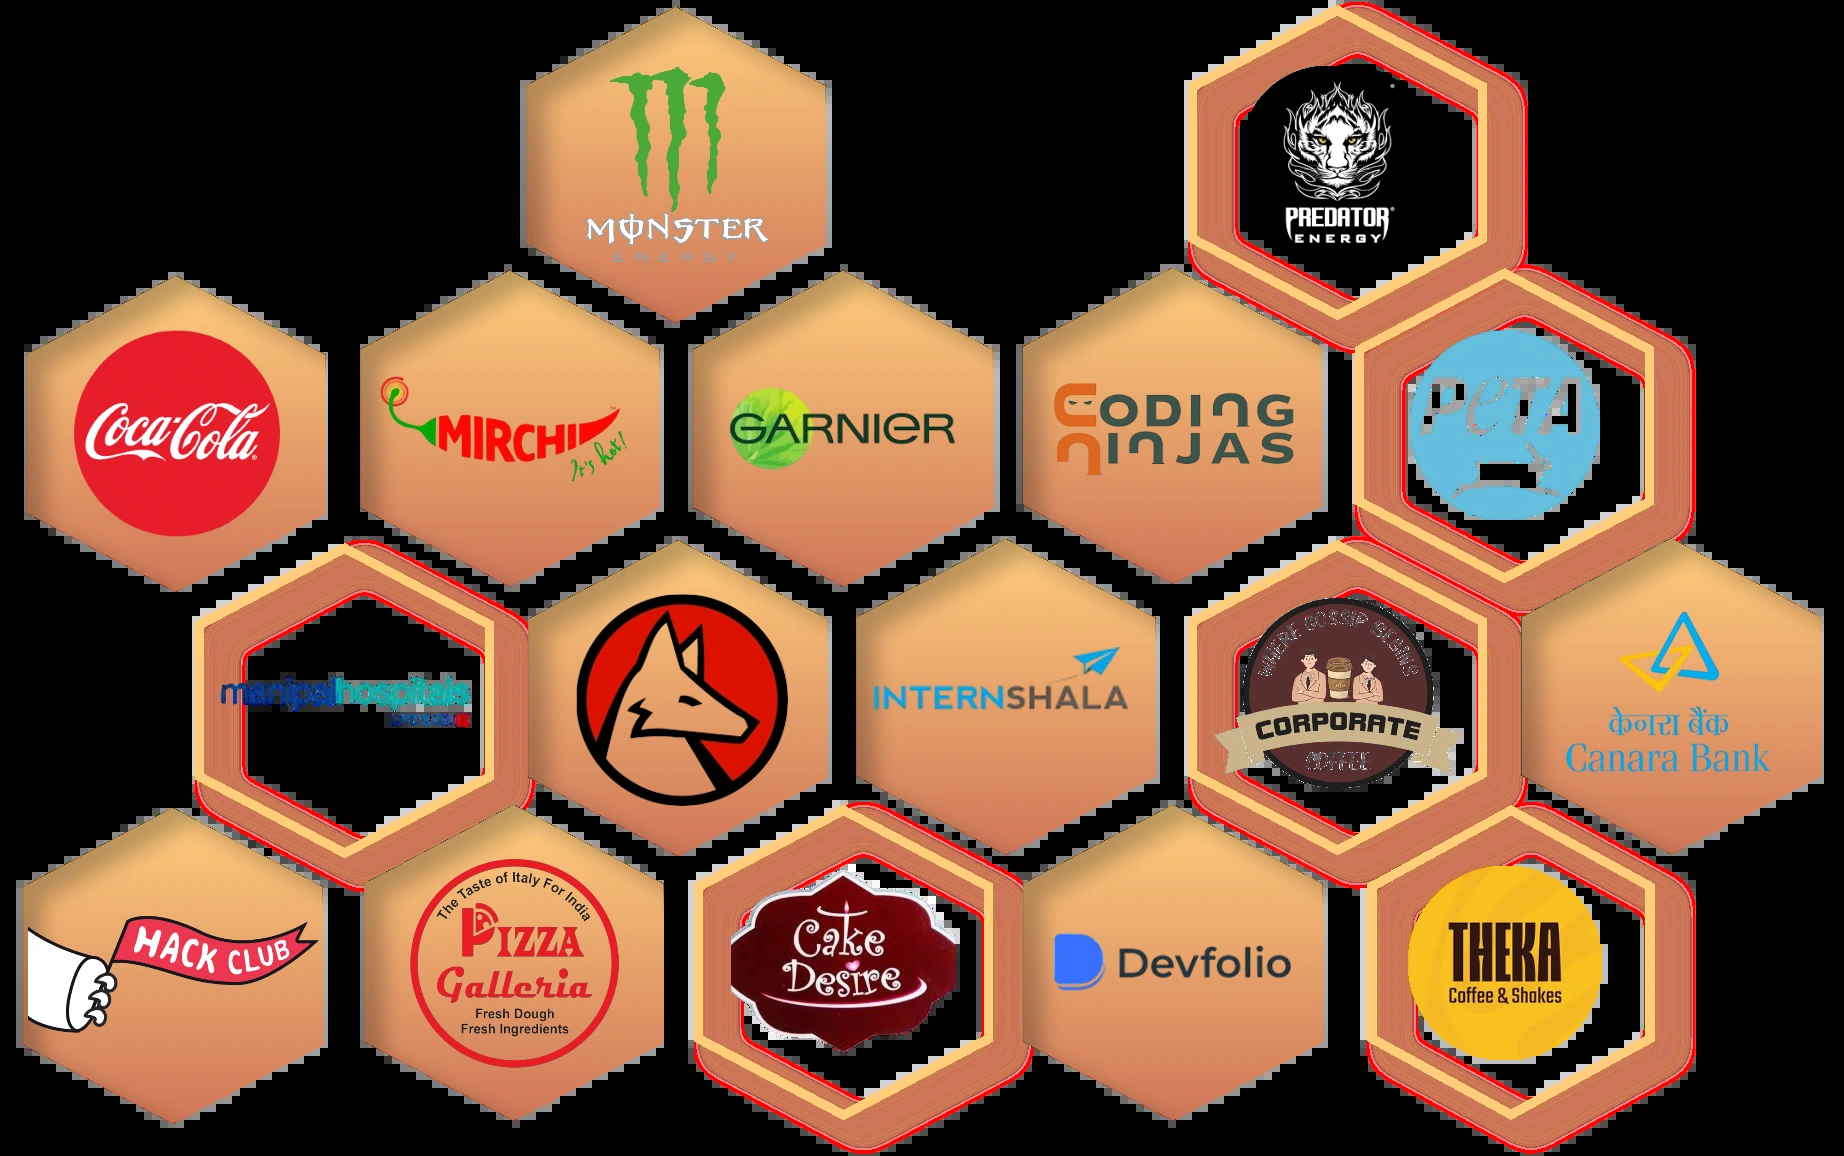 MONSTER
ENERGY
PREDATOR
ENERGY
Coca-Cola
MIRCHI
It's hot!
GARNIER
CODING
NINJAS
PeTA
manipalhospitals
INTERNSHALA
WHERE GOSSIP BEGINS
CORPORATE
COFFEE
केनरा बैंक
Canara Bank
HACK CLUB
The Taste of Italy For India
PIZZA
Galleria
Fresh Dough
Fresh Ingredients
Cake
Desire
Devfolio
THEKA
Coffee & Shakes